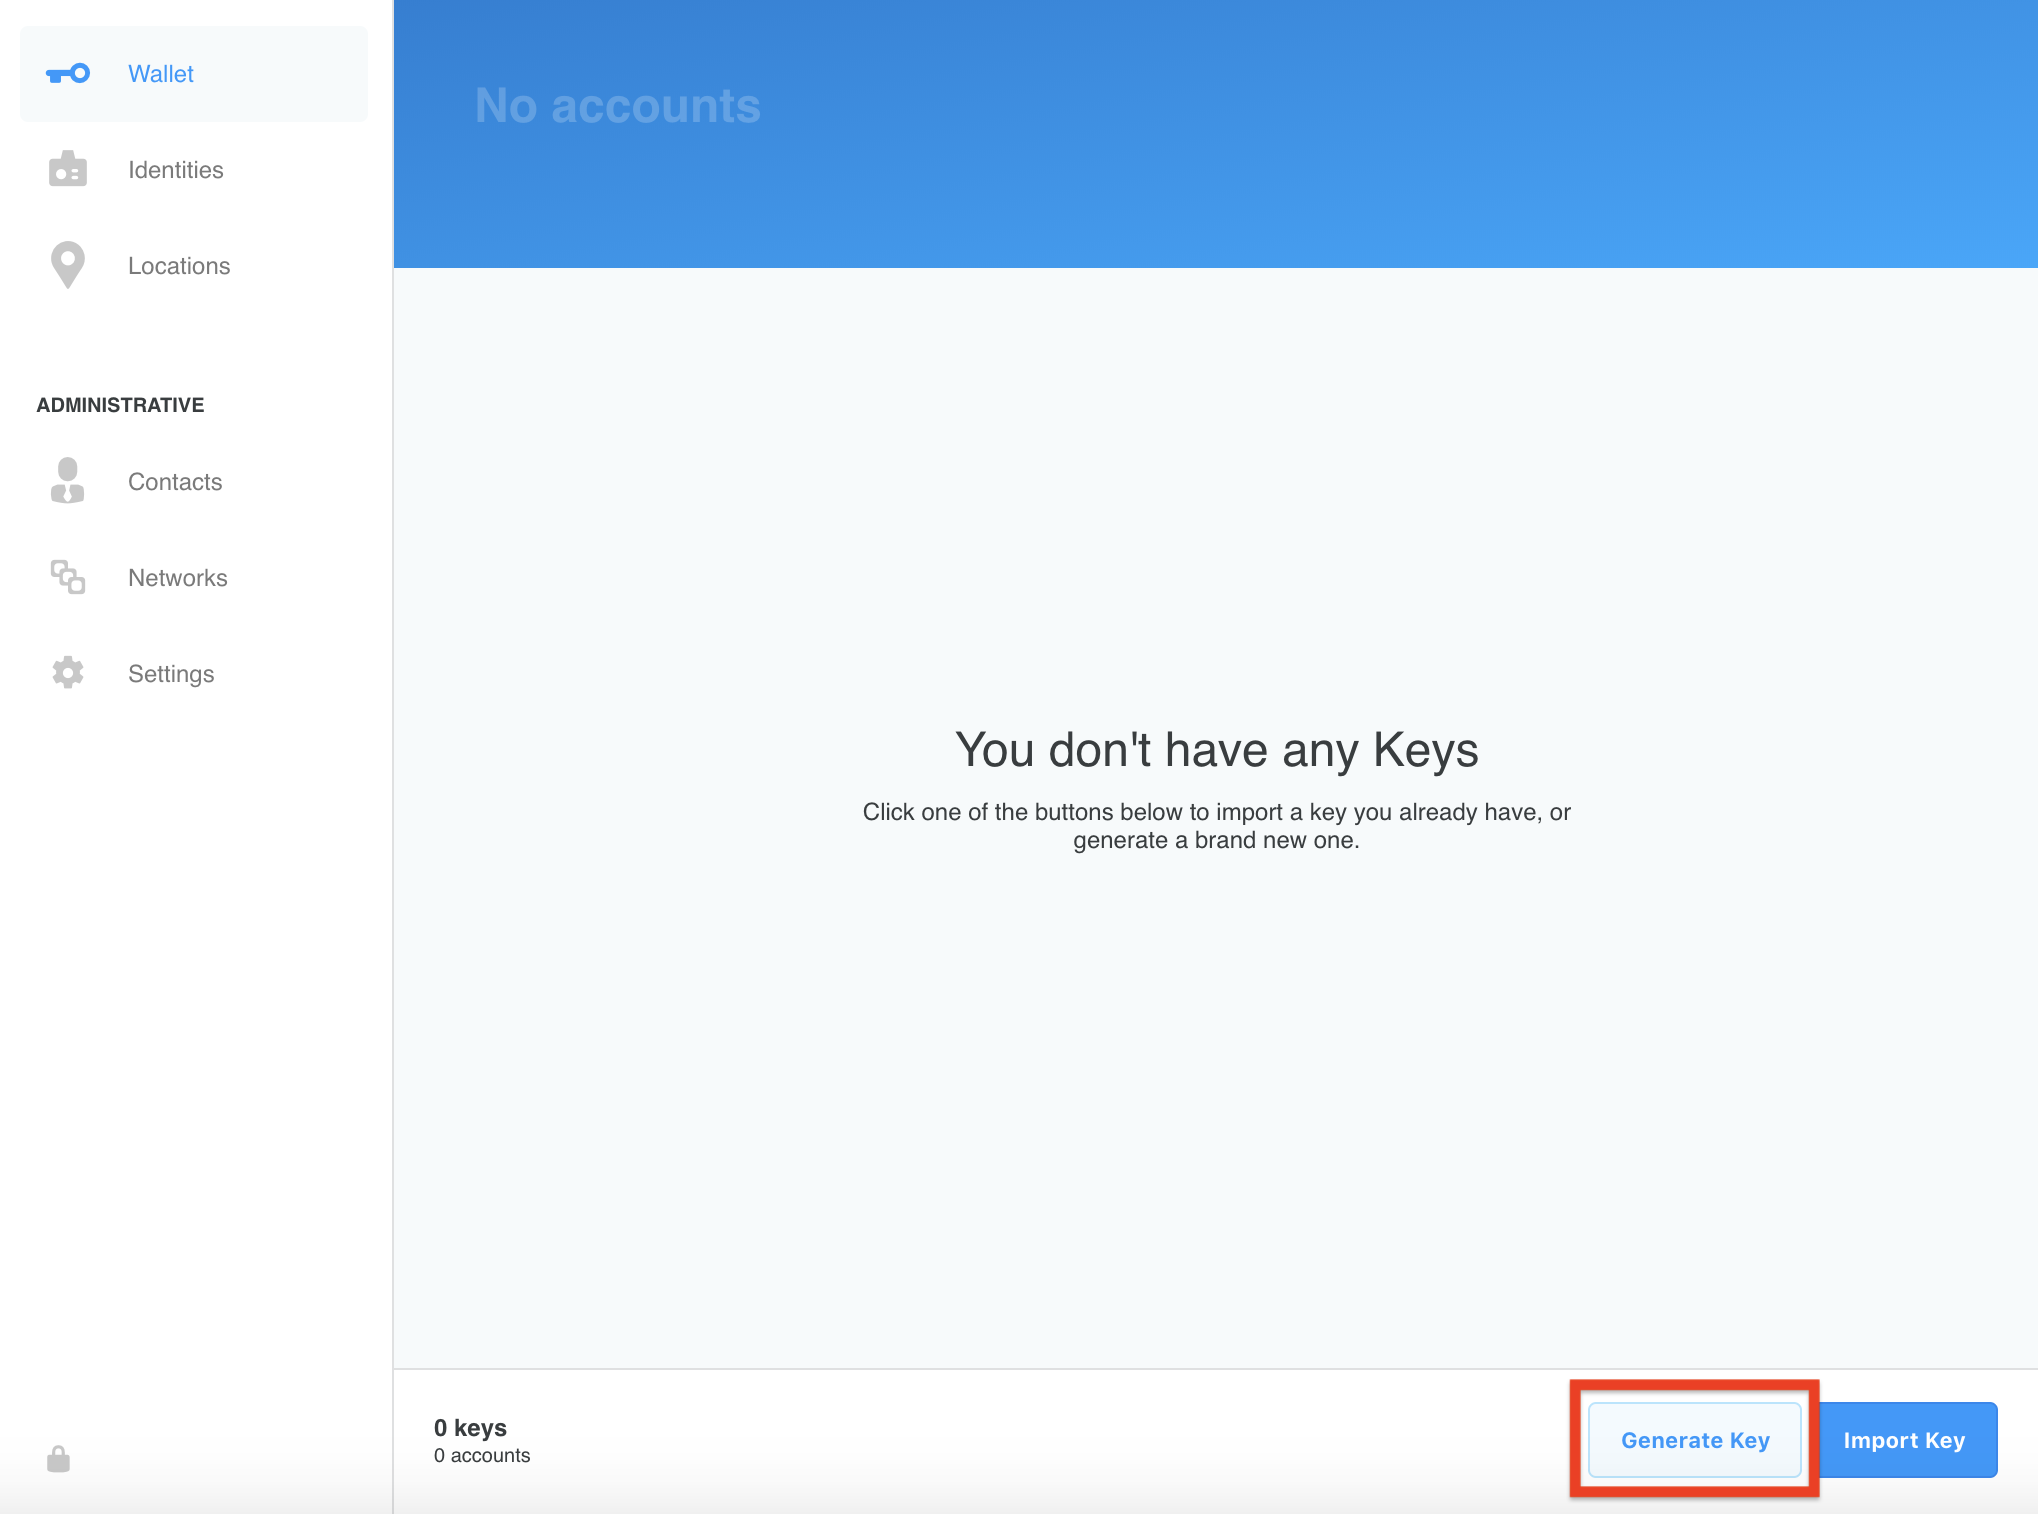 Wallet
Identities
Locations
ADMINISTRATIVE
Contacts
Networks
Settings
No accounts
You don't have any Keys
Click one of the buttons below to import a key you already have, or
generate a brand new one.
0 keys
0 accounts
Generate Key
Import Key